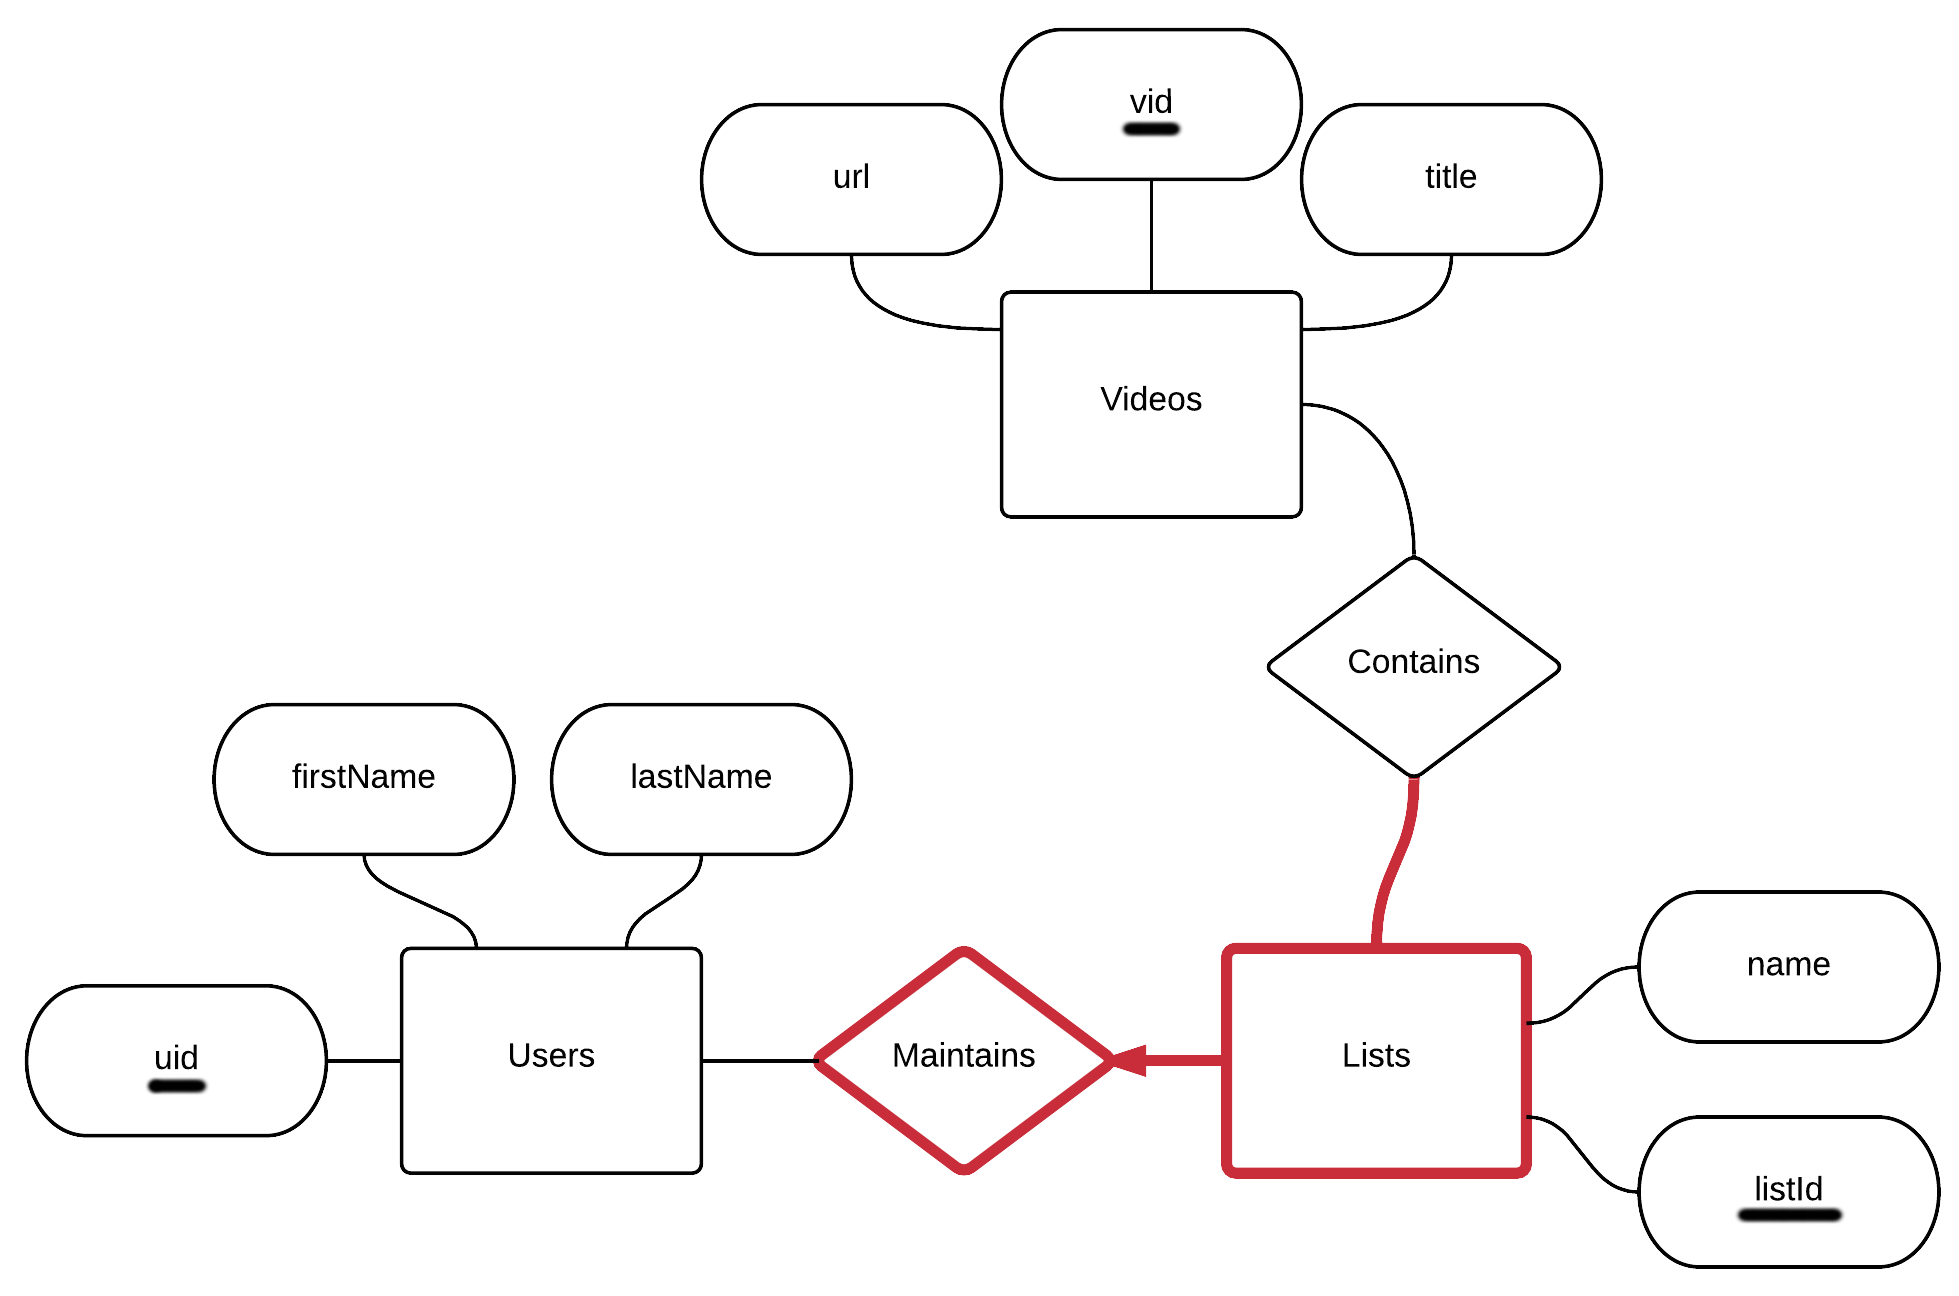 vid
url
title
Videos
Contains
firstName
lastName
name
uid
Users
Maintains
Lists
listId